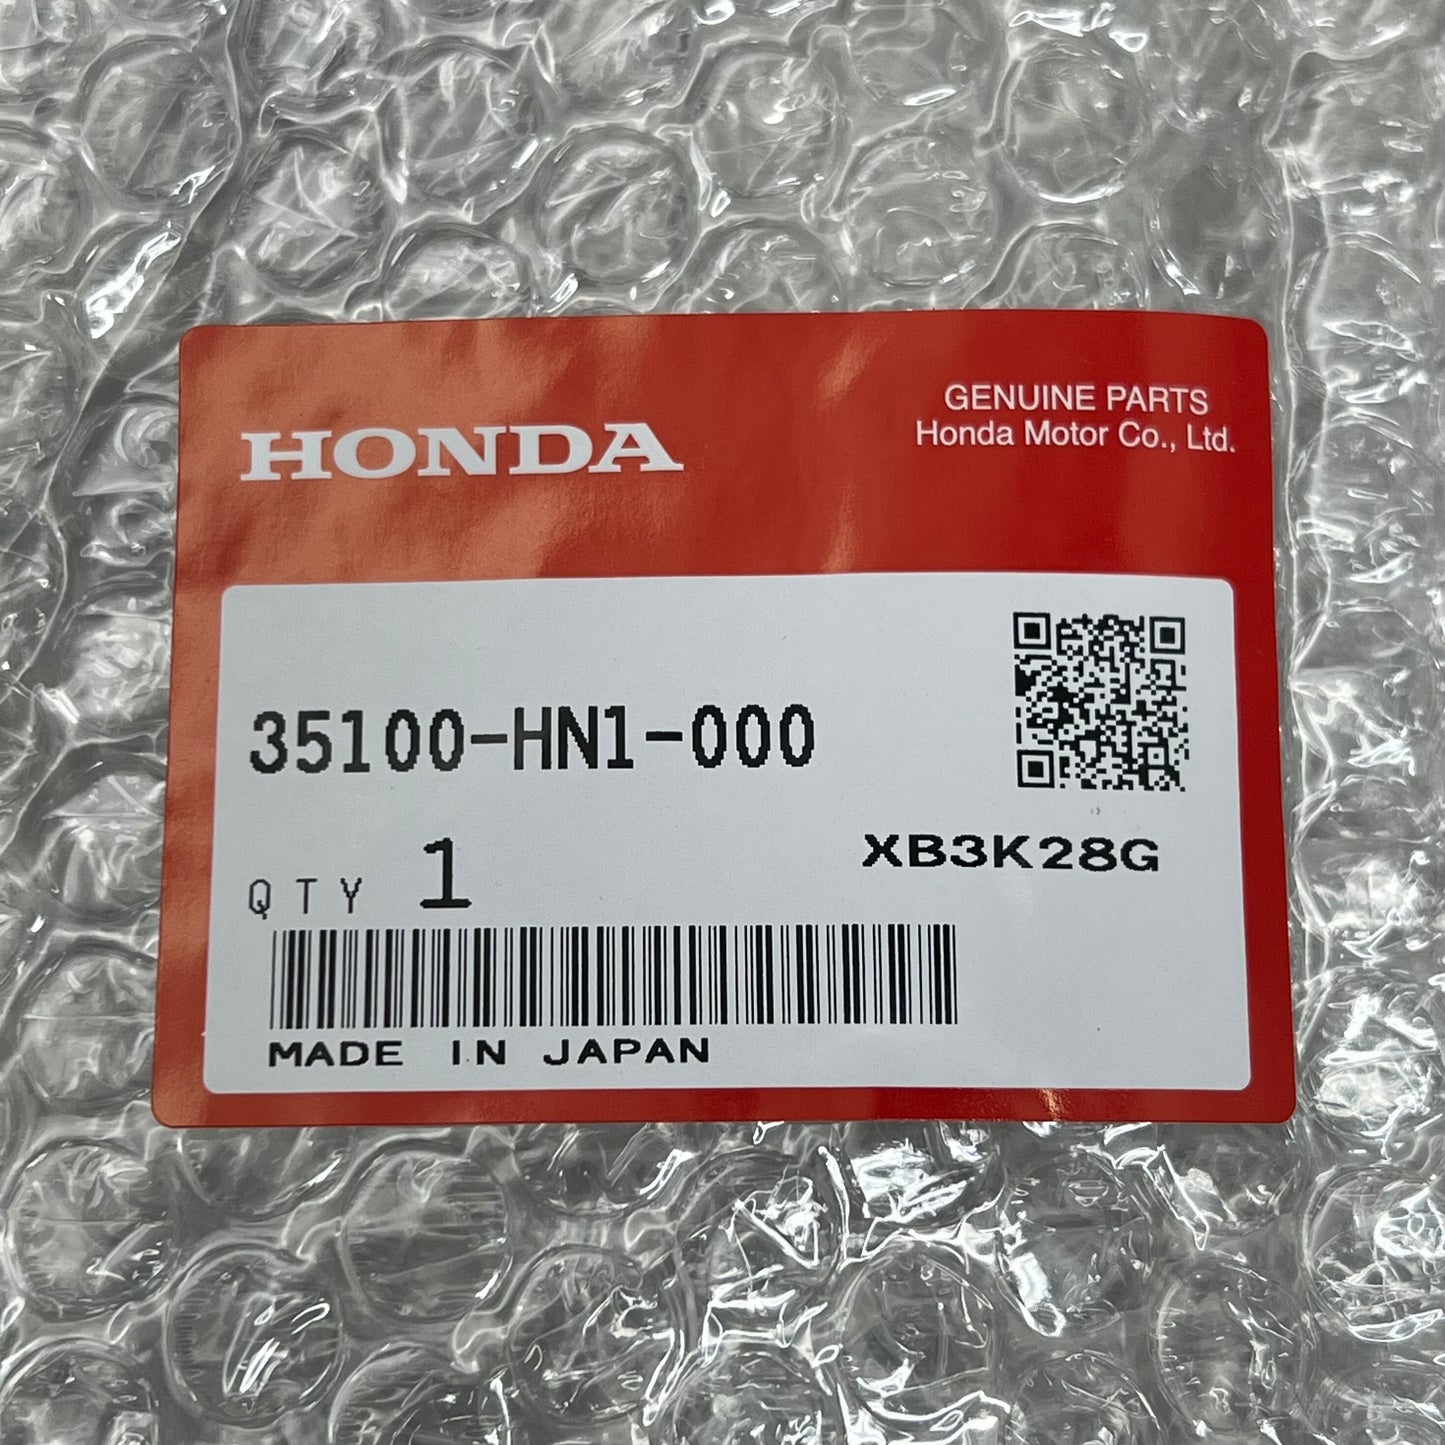 HONDA
GENUINE PARTS
Honda Motor Co., Ltd.
35100-HN1-000
XB3K28G
QTY 1
MADE IN JAPAN